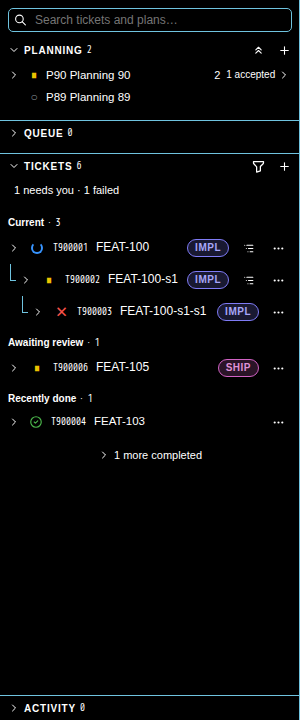 Search tickets and plans…
PLANNING 2
P90 Planning 90 2 1 accepted
P89 Planning 89
QUEUE 0
TICKETS 6
1 needs you · 1 failed
Current · 3
T900001 FEAT-100 IMPL
T900002 FEAT-100-s1 IMPL
T900003 FEAT-100-s1-s1 IMPL
Awaiting review · 1
T900006 FEAT-105 SHIP
Recently done · 1
T900004 FEAT-103
1 more completed
ACTIVITY 0